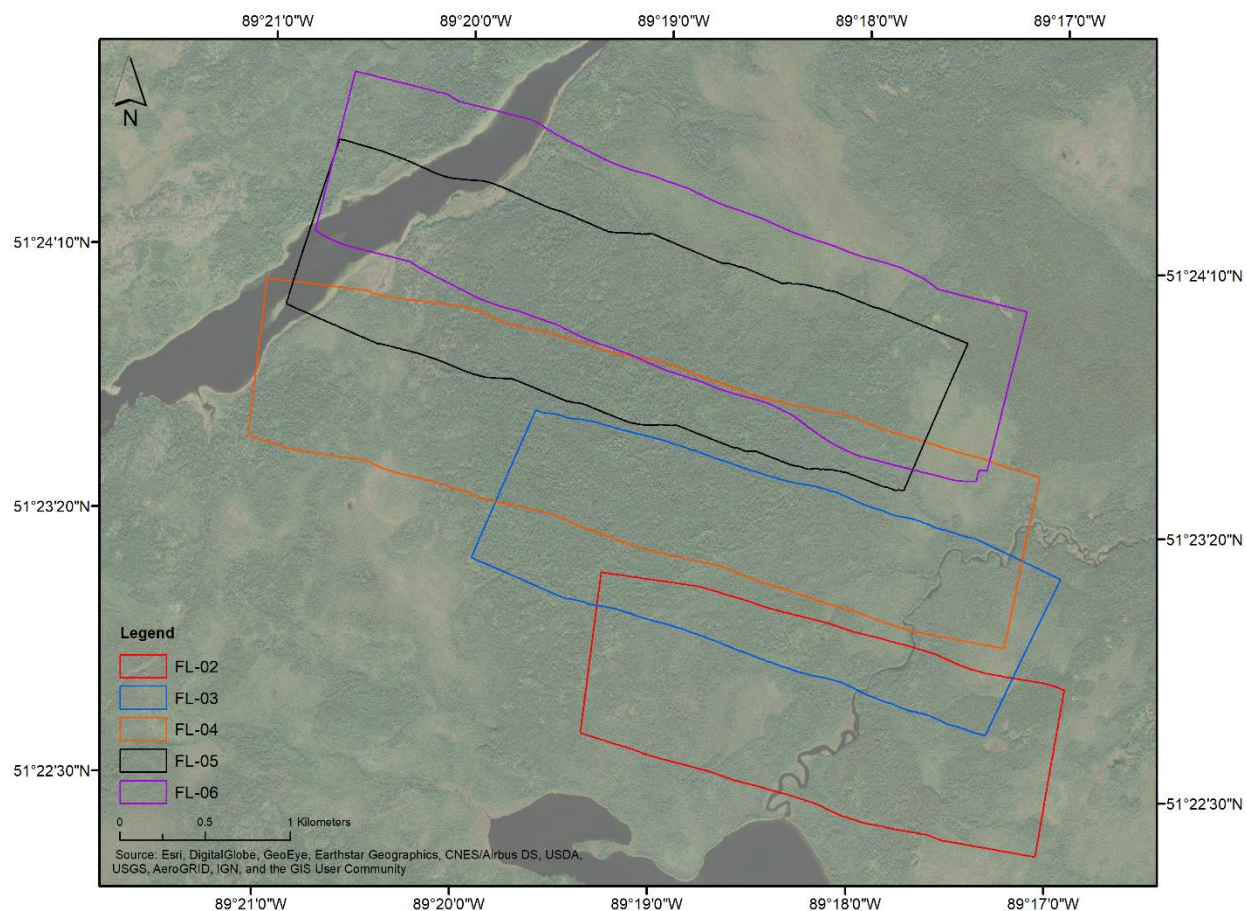 89°21'0"W 89°20'0"W 89°19'0"W 89°18'0"W 89°17'0"W
N
51°24'10"N 51°24'10"N
51°23'20"N 51°23'20"N
Legend
FL-02
FL-03
FL-04
FL-05
FL-06
51°22'30"N 51°22'30"N
0 0.5 1 Kilometers
Source: Esri, DigitalGlobe, GeoEye, Earthstar Geographics, CNES/Airbus DS, USDA,
USGS, AeroGRID, IGN, and the GIS User Community
89°21'0"W 89°20'0"W 89°19'0"W 89°18'0"W 89°17'0"W